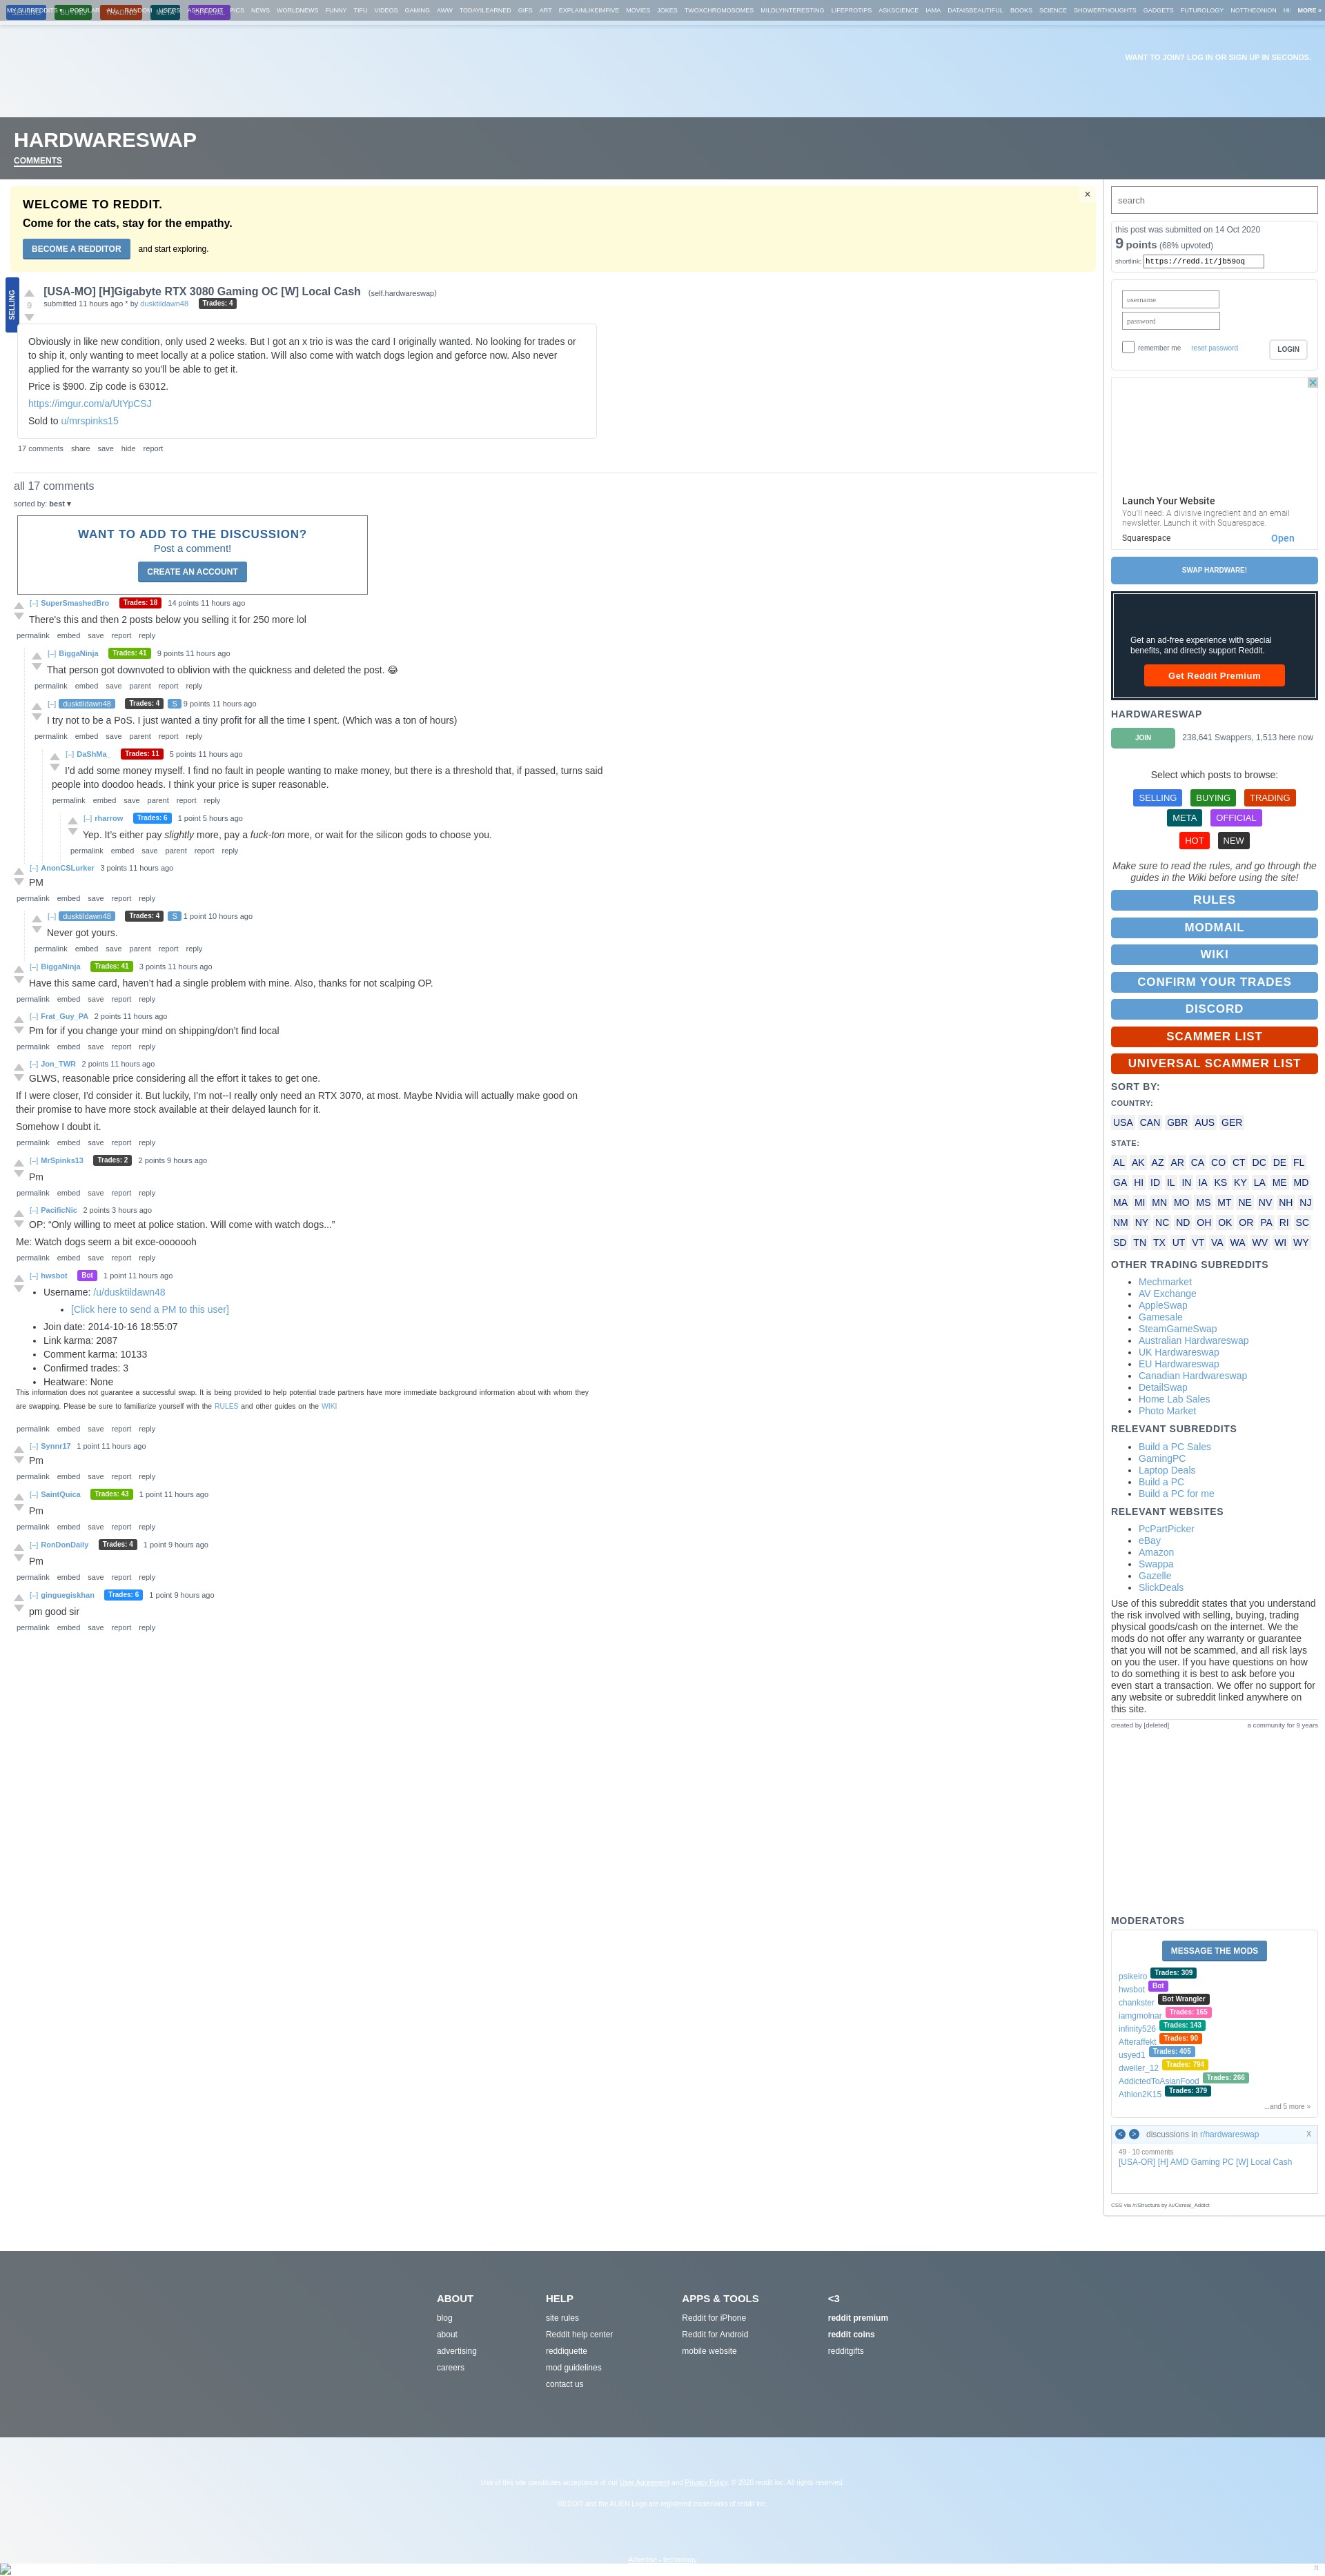 MY SUBREDDITS ▾ POPULAR ALL RANDOM USERS ASKREDDIT PICS NEWS WORLDNEWS FUNNY TIFU VIDEOS GAMING AWW TODAYILEARNED GIFS ART EXPLAINLIKEIMFIVE MOVIES JOKES TWOXCHROMOSOMES MILDLYINTERESTING LIFEPROTIPS ASKSCIENCE IAMA DATAISBEAUTIFUL BOOKS SCIENCE SHOWERTHOUGHTS GADGETS FUTUROLOGY NOTTHEONION HI MORE »
SELLING BUYING TRADING META OFFICIAL
WANT TO JOIN? LOG IN OR SIGN UP IN SECONDS.
HARDWARESWAP
COMMENTS
WELCOME TO REDDIT.
Come for the cats, stay for the empathy.
BECOME A REDDITOR and start exploring.
×
SELLING
9
[USA-MO] [H]Gigabyte RTX 3080 Gaming OC [W] Local Cash (self.hardwareswap)
submitted 11 hours ago * by dusktildawn48 Trades: 4
Obviously in like new condition, only used 2 weeks. But I got an x trio is was the card I originally wanted. No looking for trades or
to ship it, only wanting to meet locally at a police station. Will also come with watch dogs legion and geforce now. Also never
applied for the warranty so you'll be able to get it.
Price is $900. Zip code is 63012.
https://imgur.com/a/UtYpCSJ
Sold to u/mrspinks15
17 comments share save hide report
all 17 comments
sorted by: best ▾
WANT TO ADD TO THE DISCUSSION?
Post a comment!
CREATE AN ACCOUNT
[–] SuperSmashedBro Trades: 18 14 points 11 hours ago
There's this and then 2 posts below you selling it for 250 more lol
permalink embed save report reply
[–] BiggaNinja Trades: 41 9 points 11 hours ago
That person got downvoted to oblivion with the quickness and deleted the post. 😂
permalink embed save parent report reply
[–] dusktildawn48 Trades: 4 S 9 points 11 hours ago
I try not to be a PoS. I just wanted a tiny profit for all the time I spent. (Which was a ton of hours)
permalink embed save parent report reply
[–] DaShMa_ Trades: 11 5 points 11 hours ago
I’d add some money myself. I find no fault in people wanting to make money, but there is a threshold that, if passed, turns said
people into doodoo heads. I think your price is super reasonable.
permalink embed save parent report reply
[–] rharrow Trades: 6 1 point 5 hours ago
Yep. It’s either pay slightly more, pay a fuck-ton more, or wait for the silicon gods to choose you.
permalink embed save parent report reply
[–] AnonCSLurker 3 points 11 hours ago
PM
permalink embed save report reply
[–] dusktildawn48 Trades: 4 S 1 point 10 hours ago
Never got yours.
permalink embed save parent report reply
[–] BiggaNinja Trades: 41 3 points 11 hours ago
Have this same card, haven’t had a single problem with mine. Also, thanks for not scalping OP.
permalink embed save report reply
[–] Frat_Guy_PA 2 points 11 hours ago
Pm for if you change your mind on shipping/don’t find local
permalink embed save report reply
[–] Jon_TWR 2 points 11 hours ago
GLWS, reasonable price considering all the effort it takes to get one.
If I were closer, I'd consider it. But luckily, I'm not--I really only need an RTX 3070, at most. Maybe Nvidia will actually make good on
their promise to have more stock available at their delayed launch for it.
Somehow I doubt it.
permalink embed save report reply
[–] MrSpinks13 Trades: 2 2 points 9 hours ago
Pm
permalink embed save report reply
[–] PacificNic 2 points 3 hours ago
OP: “Only willing to meet at police station. Will come with watch dogs...”
Me: Watch dogs seem a bit exce-ooooooh
permalink embed save report reply
[–] hwsbot Bot 1 point 11 hours ago
• Username: /u/dusktildawn48
• [Click here to send a PM to this user]
• Join date: 2014-10-16 18:55:07
• Link karma: 2087
• Comment karma: 10133
• Confirmed trades: 3
• Heatware: None
This information does not guarantee a successful swap. It is being provided to help potential trade partners have more immediate background information about with whom they
are swapping. Please be sure to familiarize yourself with the RULES and other guides on the WIKI
permalink embed save report reply
[–] Synnr17 1 point 11 hours ago
Pm
permalink embed save report reply
[–] SaintQuica Trades: 43 1 point 11 hours ago
Pm
permalink embed save report reply
[–] RonDonDaily Trades: 4 1 point 9 hours ago
Pm
permalink embed save report reply
[–] ginguegiskhan Trades: 6 1 point 9 hours ago
pm good sir
permalink embed save report reply
search
this post was submitted on 14 Oct 2020
9 points (68% upvoted)
shortlink: https://redd.it/jb59oq
username
password
remember me reset password LOGIN
Launch Your Website
You'll need: A divisive ingredient and an email
newsletter. Launch it with Squarespace.
Squarespace Open
SWAP HARDWARE!
Get an ad-free experience with special
benefits, and directly support Reddit.
Get Reddit Premium
HARDWARESWAP
JOIN 238,641 Swappers, 1,513 here now
Select which posts to browse:
SELLING BUYING TRADING
META OFFICIAL
HOT NEW
Make sure to read the rules, and go through the
guides in the Wiki before using the site!
RULES
MODMAIL
WIKI
CONFIRM YOUR TRADES
DISCORD
SCAMMER LIST
UNIVERSAL SCAMMER LIST
SORT BY:
COUNTRY:
USA CAN GBR AUS GER
STATE:
AL AK AZ AR CA CO CT DC DE FL
GA HI ID IL IN IA KS KY LA ME MD
MA MI MN MO MS MT NE NV NH NJ
NM NY NC ND OH OK OR PA RI SC
SD TN TX UT VT VA WA WV WI WY
OTHER TRADING SUBREDDITS
• Mechmarket
• AV Exchange
• AppleSwap
• Gamesale
• SteamGameSwap
• Australian Hardwareswap
• UK Hardwareswap
• EU Hardwareswap
• Canadian Hardwareswap
• DetailSwap
• Home Lab Sales
• Photo Market
RELEVANT SUBREDDITS
• Build a PC Sales
• GamingPC
• Laptop Deals
• Build a PC
• Build a PC for me
RELEVANT WEBSITES
• PcPartPicker
• eBay
• Amazon
• Swappa
• Gazelle
• SlickDeals
Use of this subreddit states that you understand
the risk involved with selling, buying, trading
physical goods/cash on the internet. We the
mods do not offer any warranty or guarantee
that you will not be scammed, and all risk lays
on you the user. If you have questions on how
to do something it is best to ask before you
even start a transaction. We offer no support for
any website or subreddit linked anywhere on
this site.
created by [deleted] a community for 9 years
MODERATORS
MESSAGE THE MODS
psikeiro Trades: 309
hwsbot Bot
chankster Bot Wrangler
iamgmolnar Trades: 165
infinity526 Trades: 143
Afteraffekt Trades: 90
usyed1 Trades: 405
dweller_12 Trades: 794
AddictedToAsianFood Trades: 266
Athlon2K15 Trades: 379
...and 5 more »
< > discussions in r/hardwareswap X
49 · 10 comments
[USA-OR] [H] AMD Gaming PC [W] Local Cash
CSS via /r/Structura by /u/Cereal_Addict
ABOUT
blog
about
advertising
careers
HELP
site rules
Reddit help center
reddiquette
mod guidelines
contact us
APPS & TOOLS
Reddit for iPhone
Reddit for Android
mobile website
<3
reddit premium
reddit coins
redditgifts
Use of this site constitutes acceptance of our User Agreement and Privacy Policy. © 2020 reddit inc. All rights reserved.
REDDIT and the ALIEN Logo are registered trademarks of reddit inc.
Advertise - technology
π